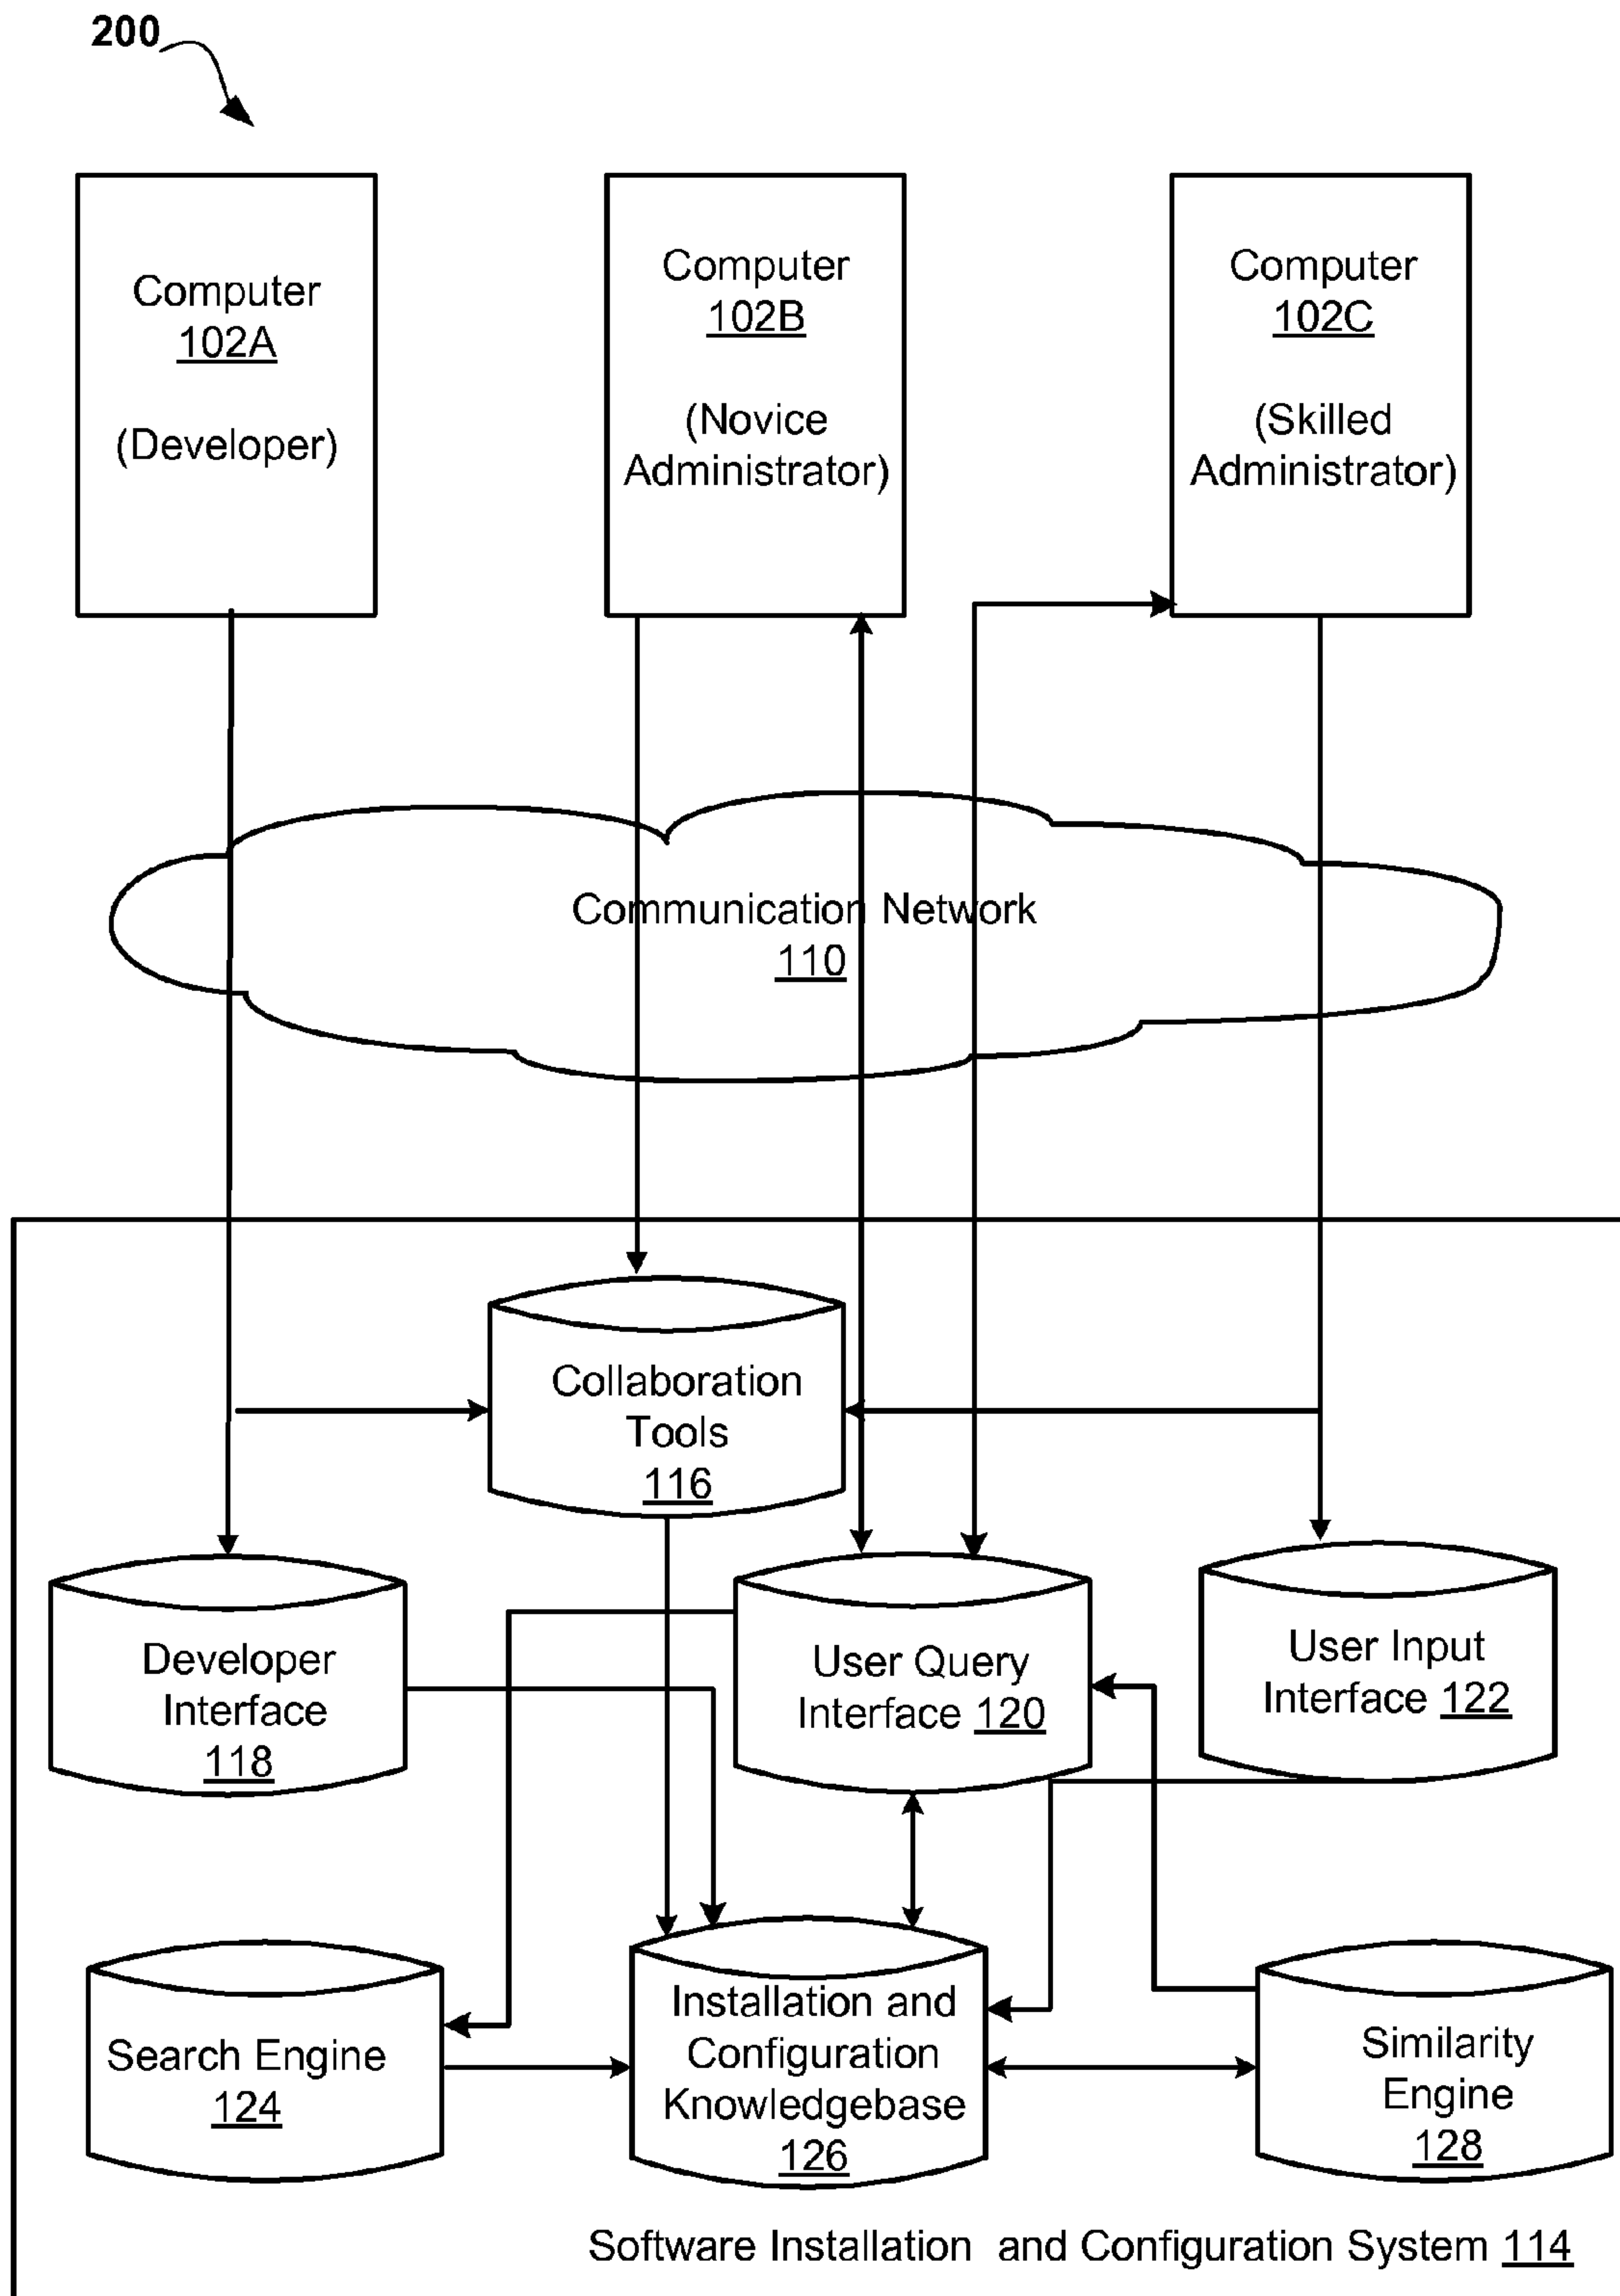 200
Computer
102A
(Developer)
Computer
102B
(Novice
Administrator)
Computer
102C
(Skilled
Administrator)
Communication Network
110
Collaboration
Tools
116
Developer
Interface
118
User Query
Interface 120
User Input
Interface 122
Search Engine
124
Installation and
Configuration
Knowledgebase
126
Similarity
Engine
128
Software Installation and Configuration System 114